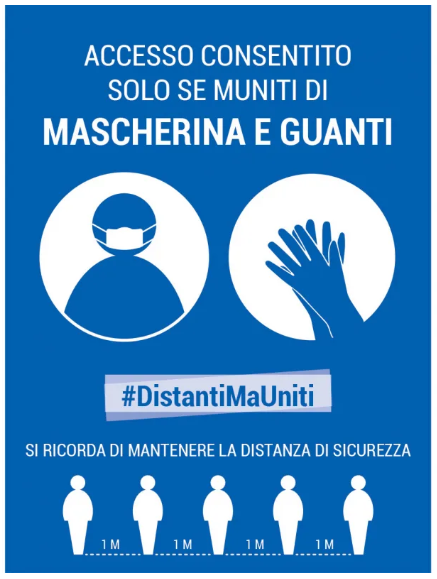 ACCESSO CONSENTITO
SOLO SE MUNITI DI
MASCHERINA E GUANTI
#DistantiMaUniti
SI RICORDA DI MANTENERE LA DISTANZA DI SICUREZZA
1 M 1 M 1 M 1 M